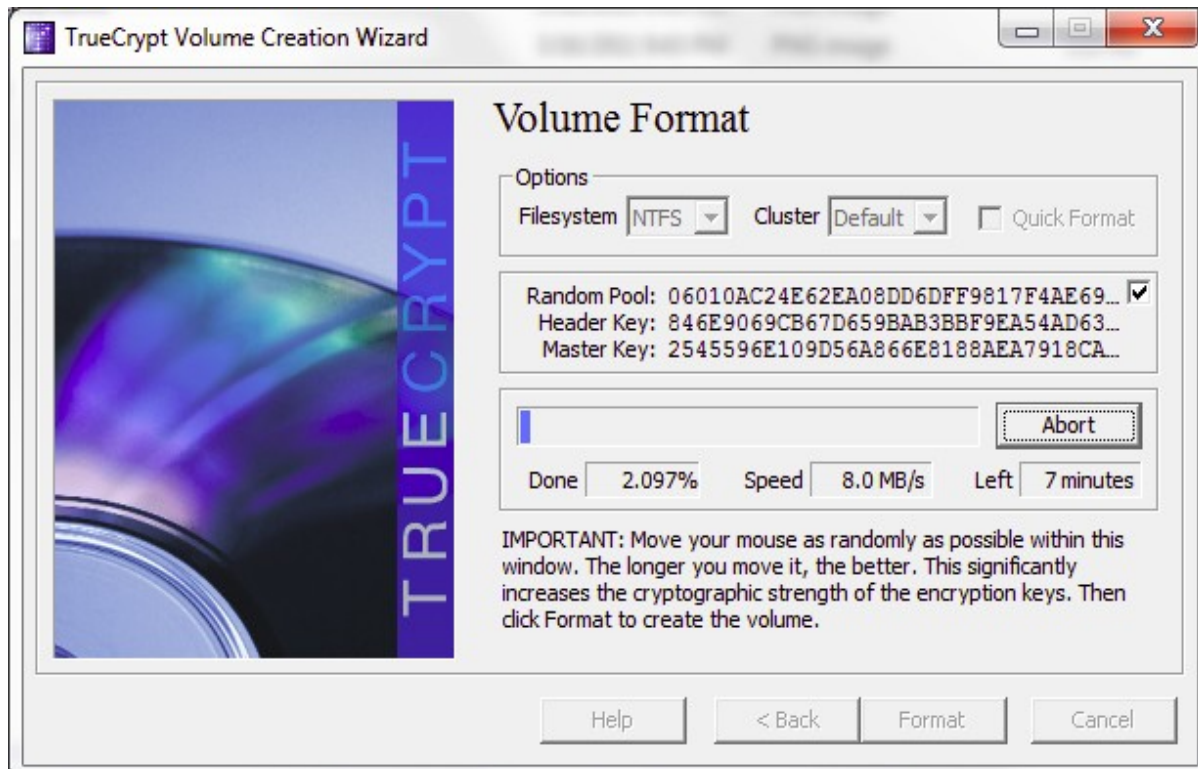 TrueCrypt Volume Creation Wizard
TRUECRYPT
Volume Format
Options
Filesystem NTFS Cluster Default Quick Format
Random Pool: 06010AC24E62EA08DD6DFF9817F4AE69...
Header Key: 846E9069CB67D659BAB3BBF9EA54AD63...
Master Key: 2545596E109D56A866E8188AEA7918CA...
Abort
Done 2.097% Speed 8.0 MB/s Left 7 minutes
IMPORTANT: Move your mouse as randomly as possible within this
window. The longer you move it, the better. This significantly
increases the cryptographic strength of the encryption keys. Then
click Format to create the volume.
Help < Back Format Cancel